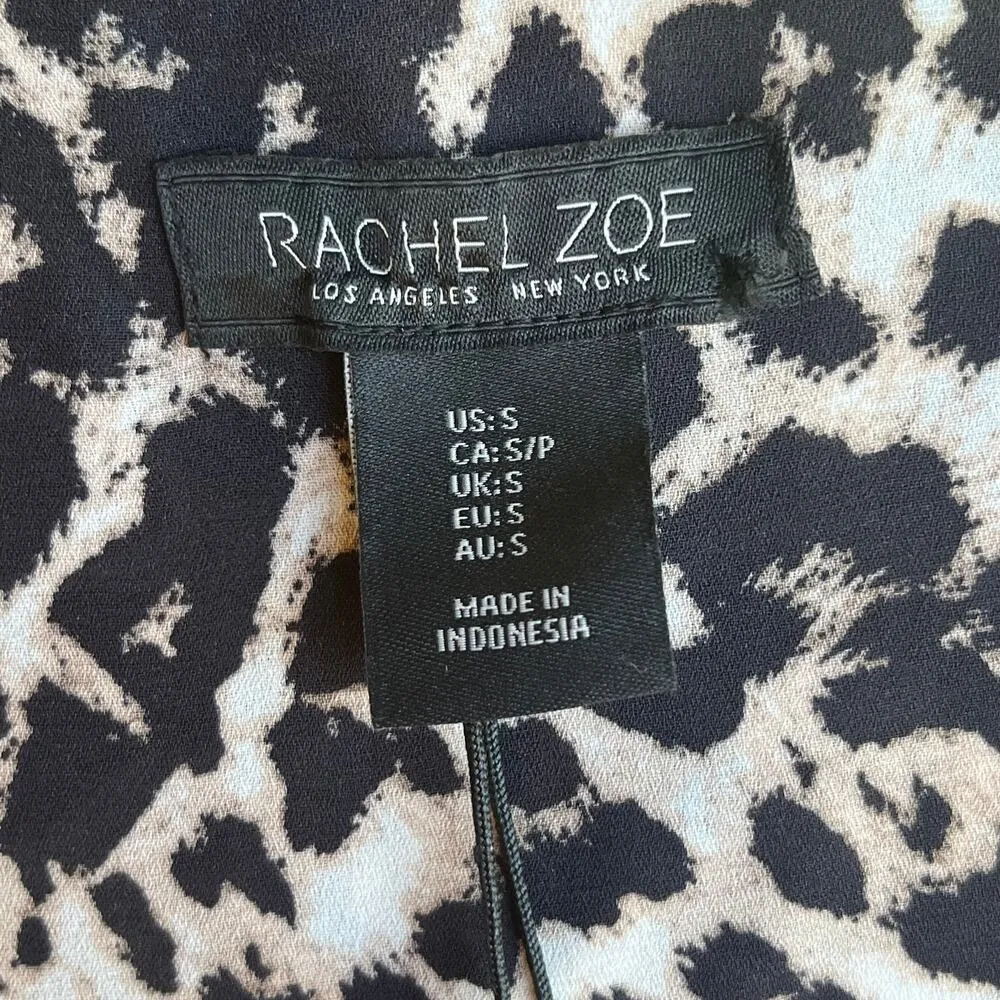 RACHEL ZOE
LOS ANGELES NEW YORK
US: S
CA: S/P
UK: S
EU: S
AU: S
MADE IN
INDONESIA